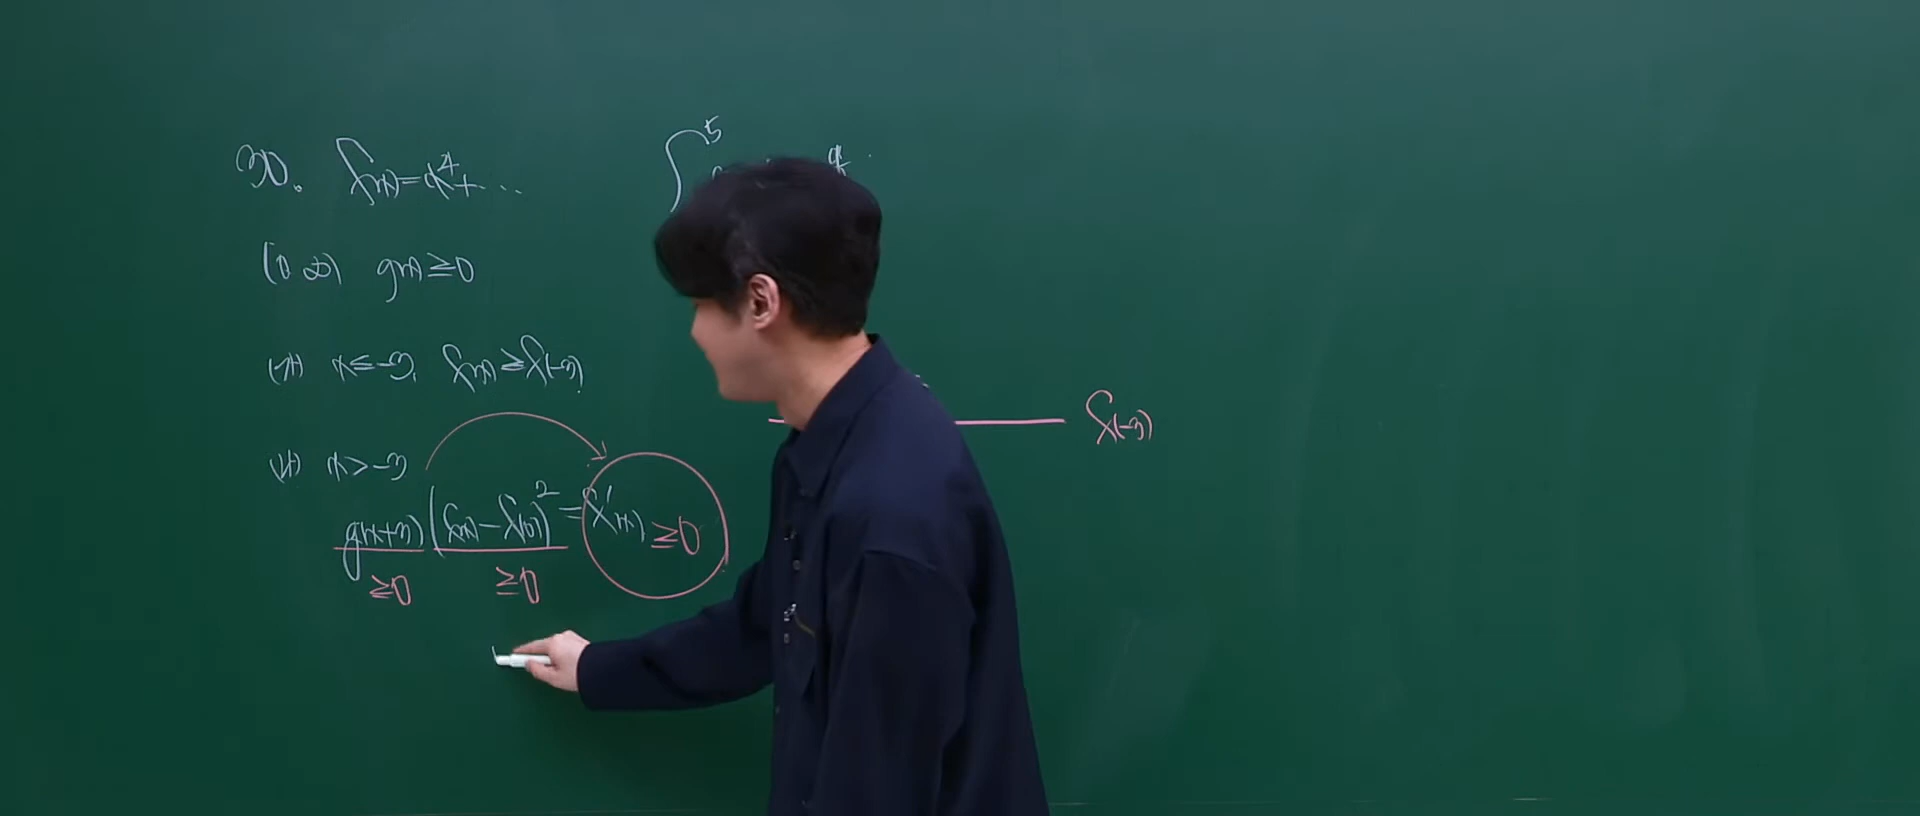 30. f(x)=x⁴+...
∫ 5
(0 ∞) g(x)≥0
(가) x≤-3, f(x)≥f(-3)
f(-3)
(나) x>-3
g(x+3)(f(x)-f(0))²=f'(x) ≥0
≥0 ≥0